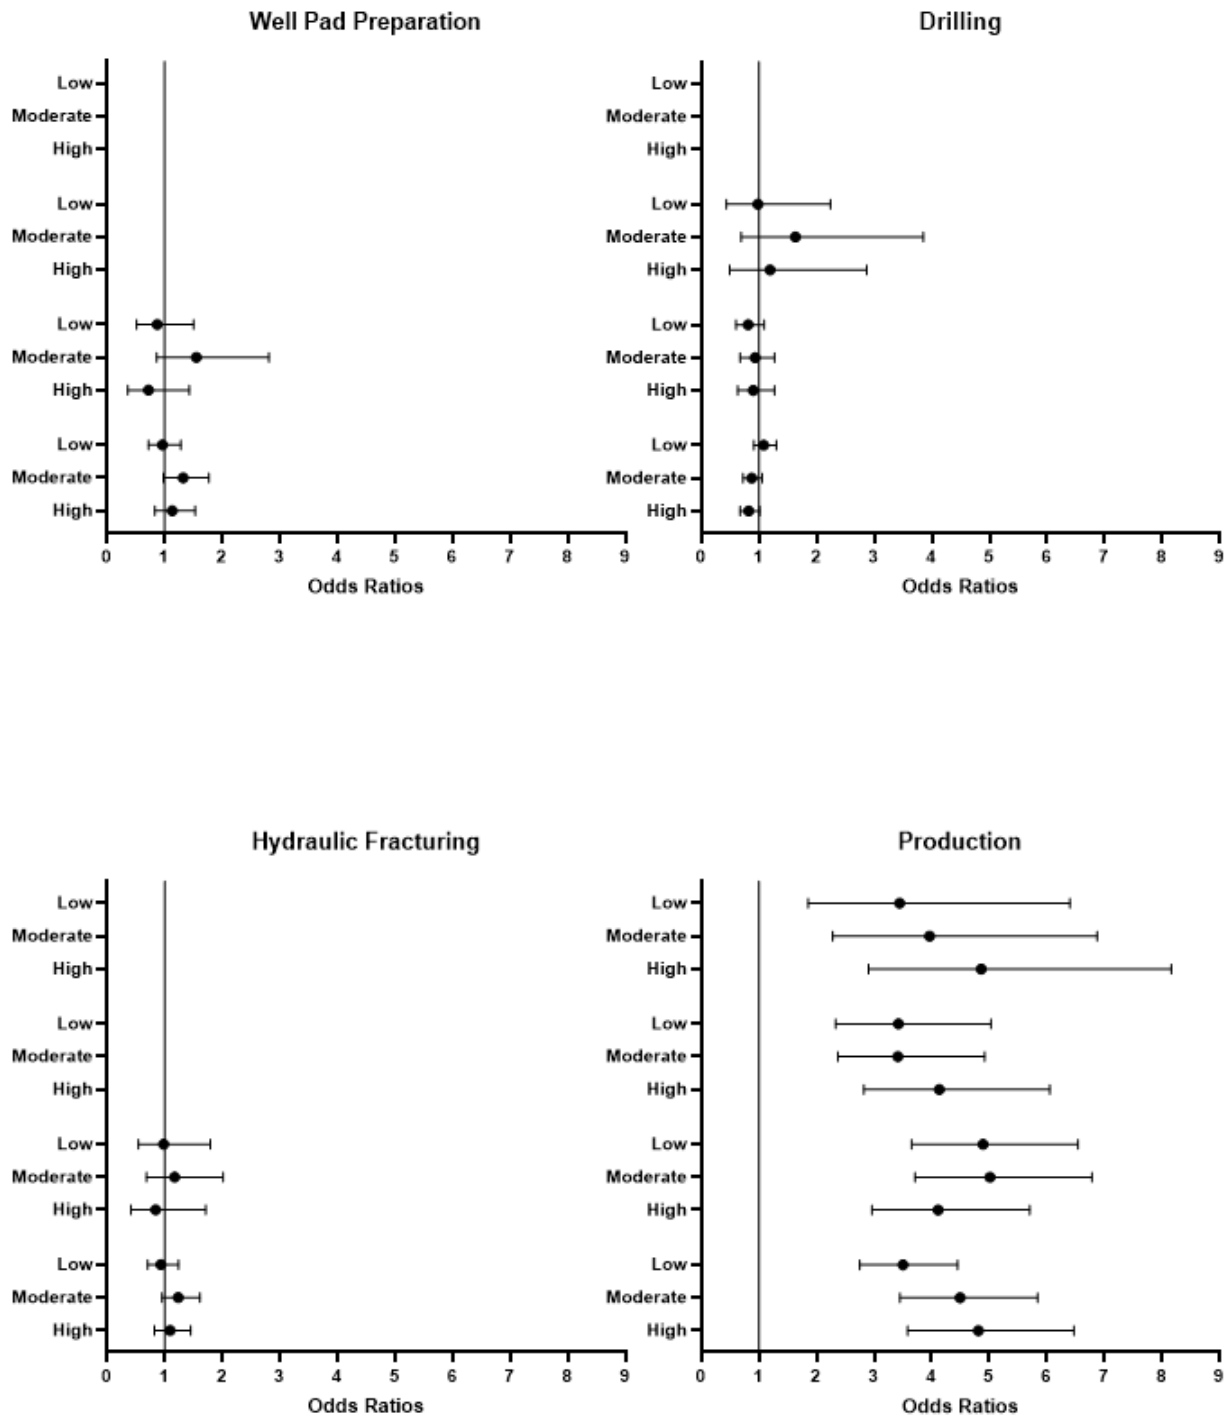 Well Pad Preparation
Low
Moderate
High
Low
Moderate
High
Low
Moderate
High
Low
Moderate
High
0 1 2 3 4 5 6 7 8 9
Odds Ratios
Drilling
Low
Moderate
High
Low
Moderate
High
Low
Moderate
High
Low
Moderate
High
0 1 2 3 4 5 6 7 8 9
Odds Ratios
Hydraulic Fracturing
Low
Moderate
High
Low
Moderate
High
Low
Moderate
High
Low
Moderate
High
0 1 2 3 4 5 6 7 8 9
Odds Ratios
Production
Low
Moderate
High
Low
Moderate
High
Low
Moderate
High
Low
Moderate
High
0 1 2 3 4 5 6 7 8 9
Odds Ratios